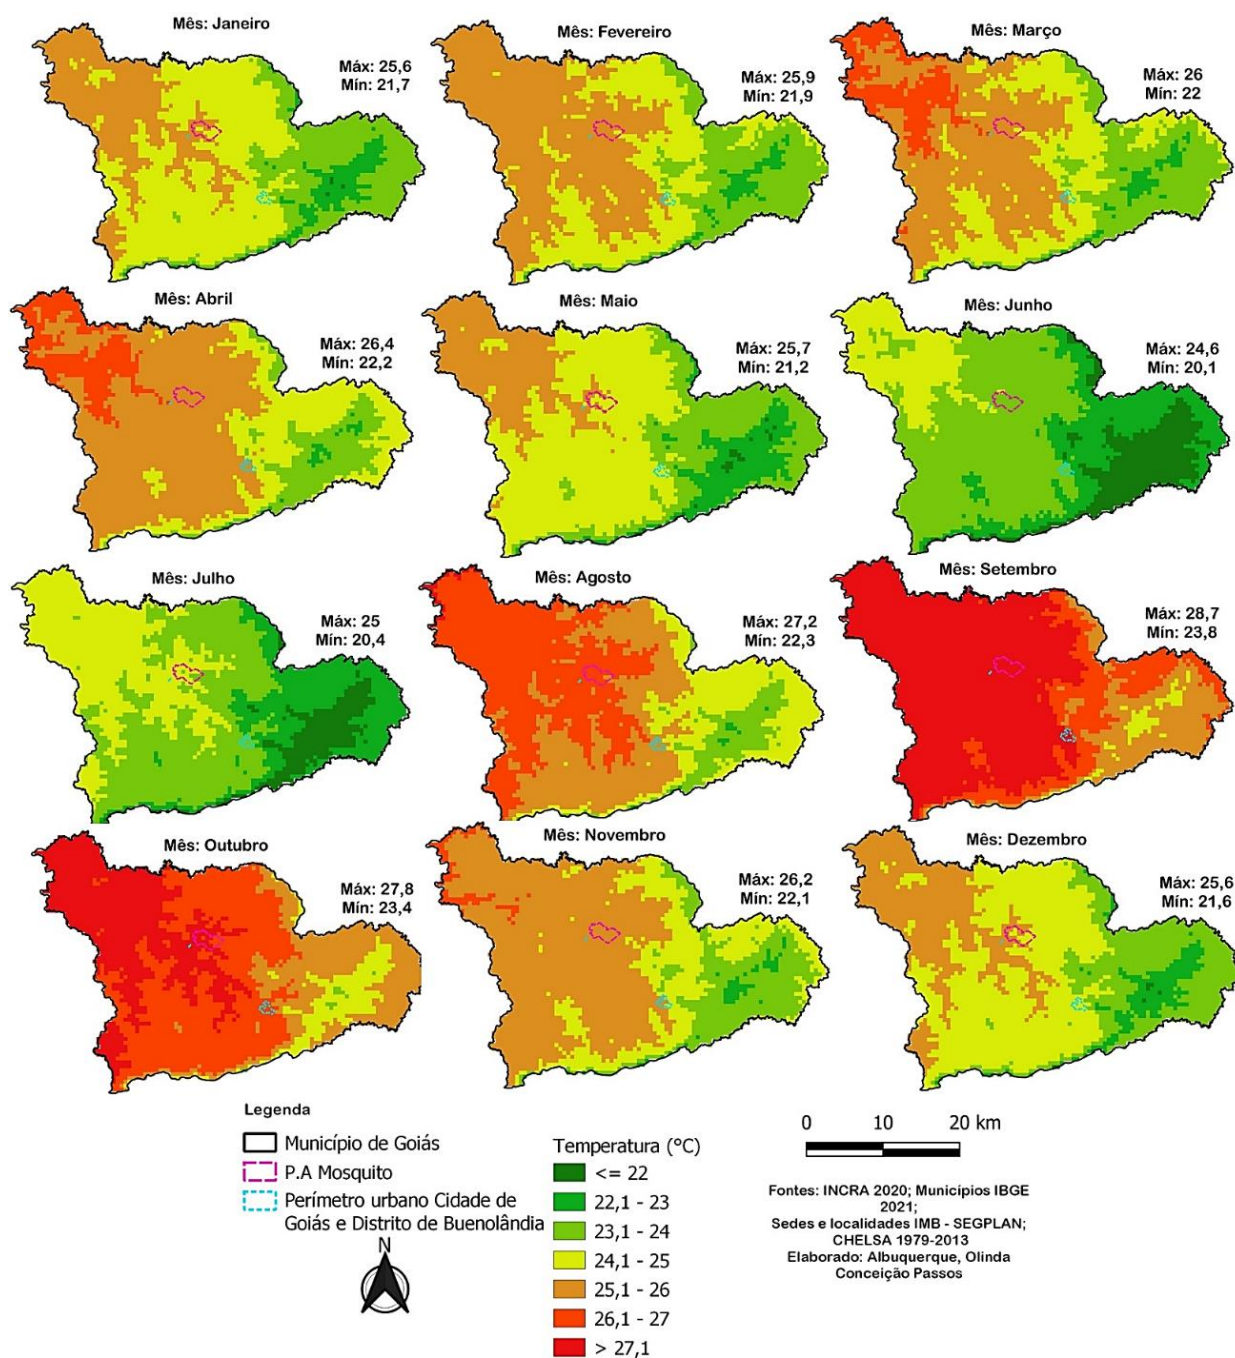 Mês: Janeiro
Máx: 25,6
Mín: 21,7
Mês: Fevereiro
Máx: 25,9
Mín: 21,9
Mês: Março
Máx: 26
Mín: 22
Mês: Abril
Máx: 26,4
Mín: 22,2
Mês: Maio
Máx: 25,7
Mín: 21,2
Mês: Junho
Máx: 24,6
Mín: 20,1
Mês: Julho
Máx: 25
Mín: 20,4
Mês: Agosto
Máx: 27,2
Mín: 22,3
Mês: Setembro
Máx: 28,7
Mín: 23,8
Mês: Outubro
Máx: 27,8
Mín: 23,4
Mês: Novembro
Máx: 26,2
Mín: 22,1
Mês: Dezembro
Máx: 25,6
Mín: 21,6
Legenda
Município de Goiás
P.A Mosquito
Perímetro urbano Cidade de
Goiás e Distrito de Buenolândia
N
Temperatura (°C)
<= 22
22,1 - 23
23,1 - 24
24,1 - 25
25,1 - 26
26,1 - 27
> 27,1
0 10 20 km
Fontes: INCRA 2020; Municípios IBGE
2021;
Sedes e localidades IMB - SEGPLAN;
CHELSA 1979-2013
Elaborado: Albuquerque, Olinda
Conceição Passos